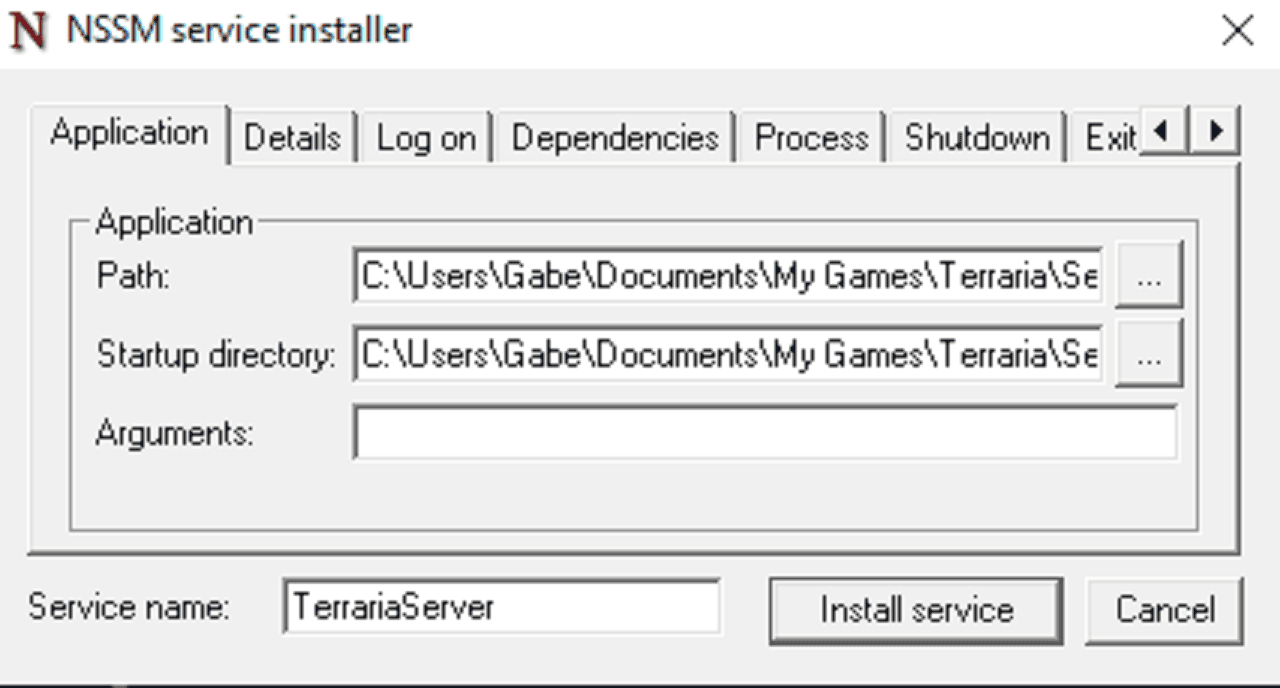 N NSSM service installer
Application Details Log on Dependencies Process Shutdown Exit
Application
Path: C:\Users\Gabe\Documents\My Games\Terraria\Se ...
Startup directory: C:\Users\Gabe\Documents\My Games\Terraria\Se ...
Arguments:
Service name: TerrariaServer Install service Cancel